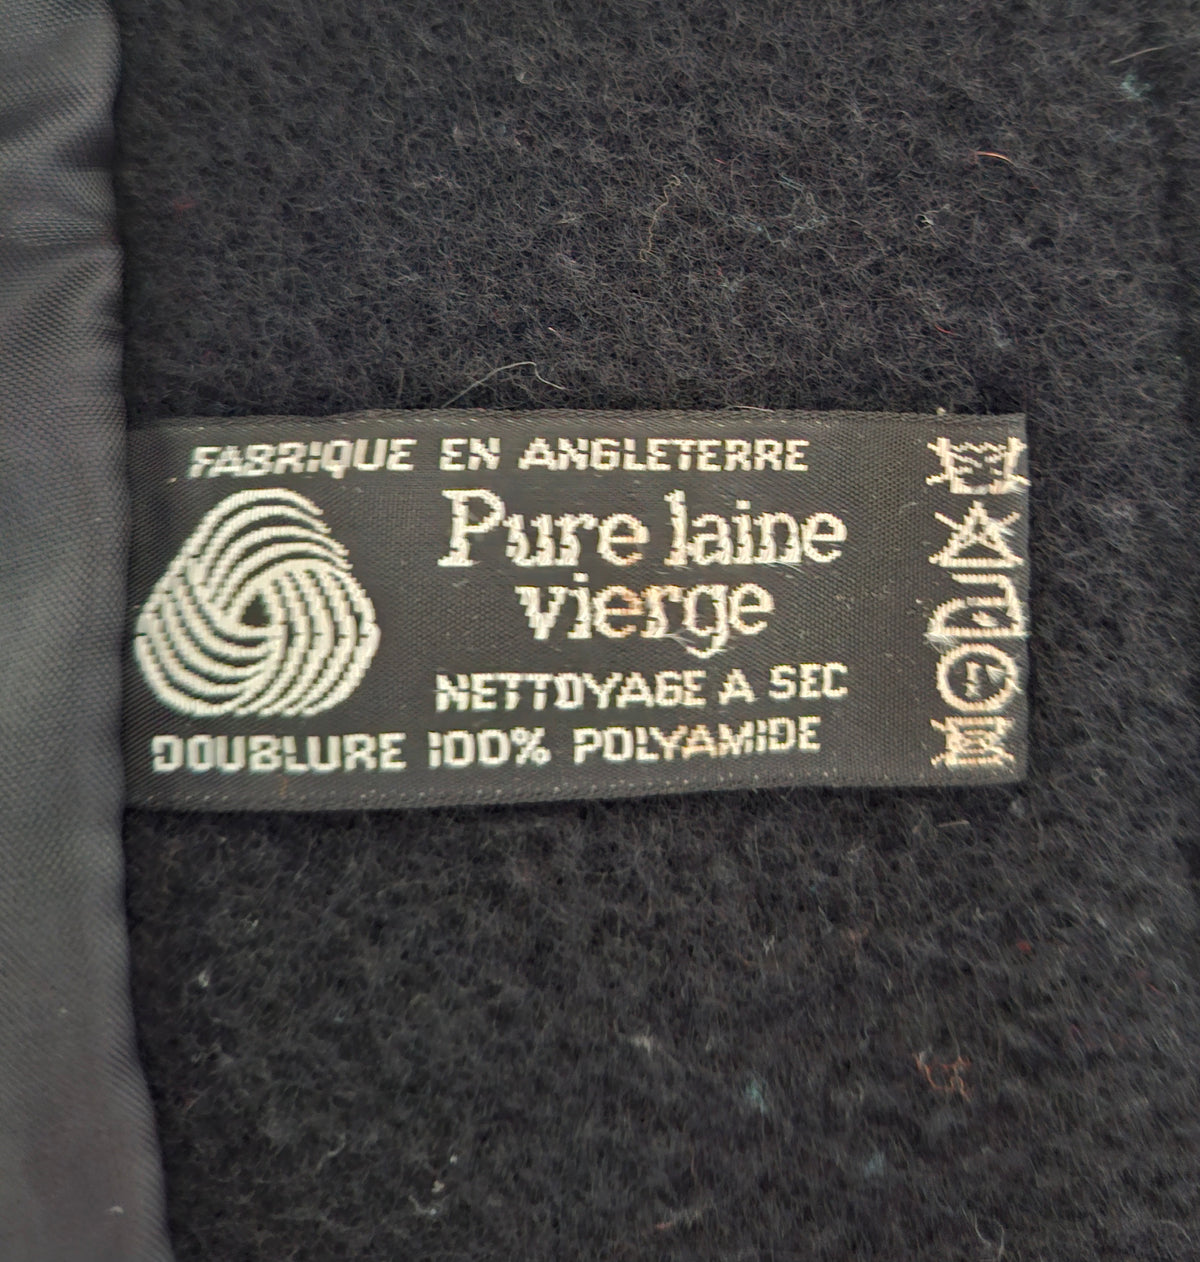 FABRIQUE EN ANGLETERRE
Pure laine
vierge
NETTOYAGE A SEC
DOUBLURE 100% POLYAMIDE